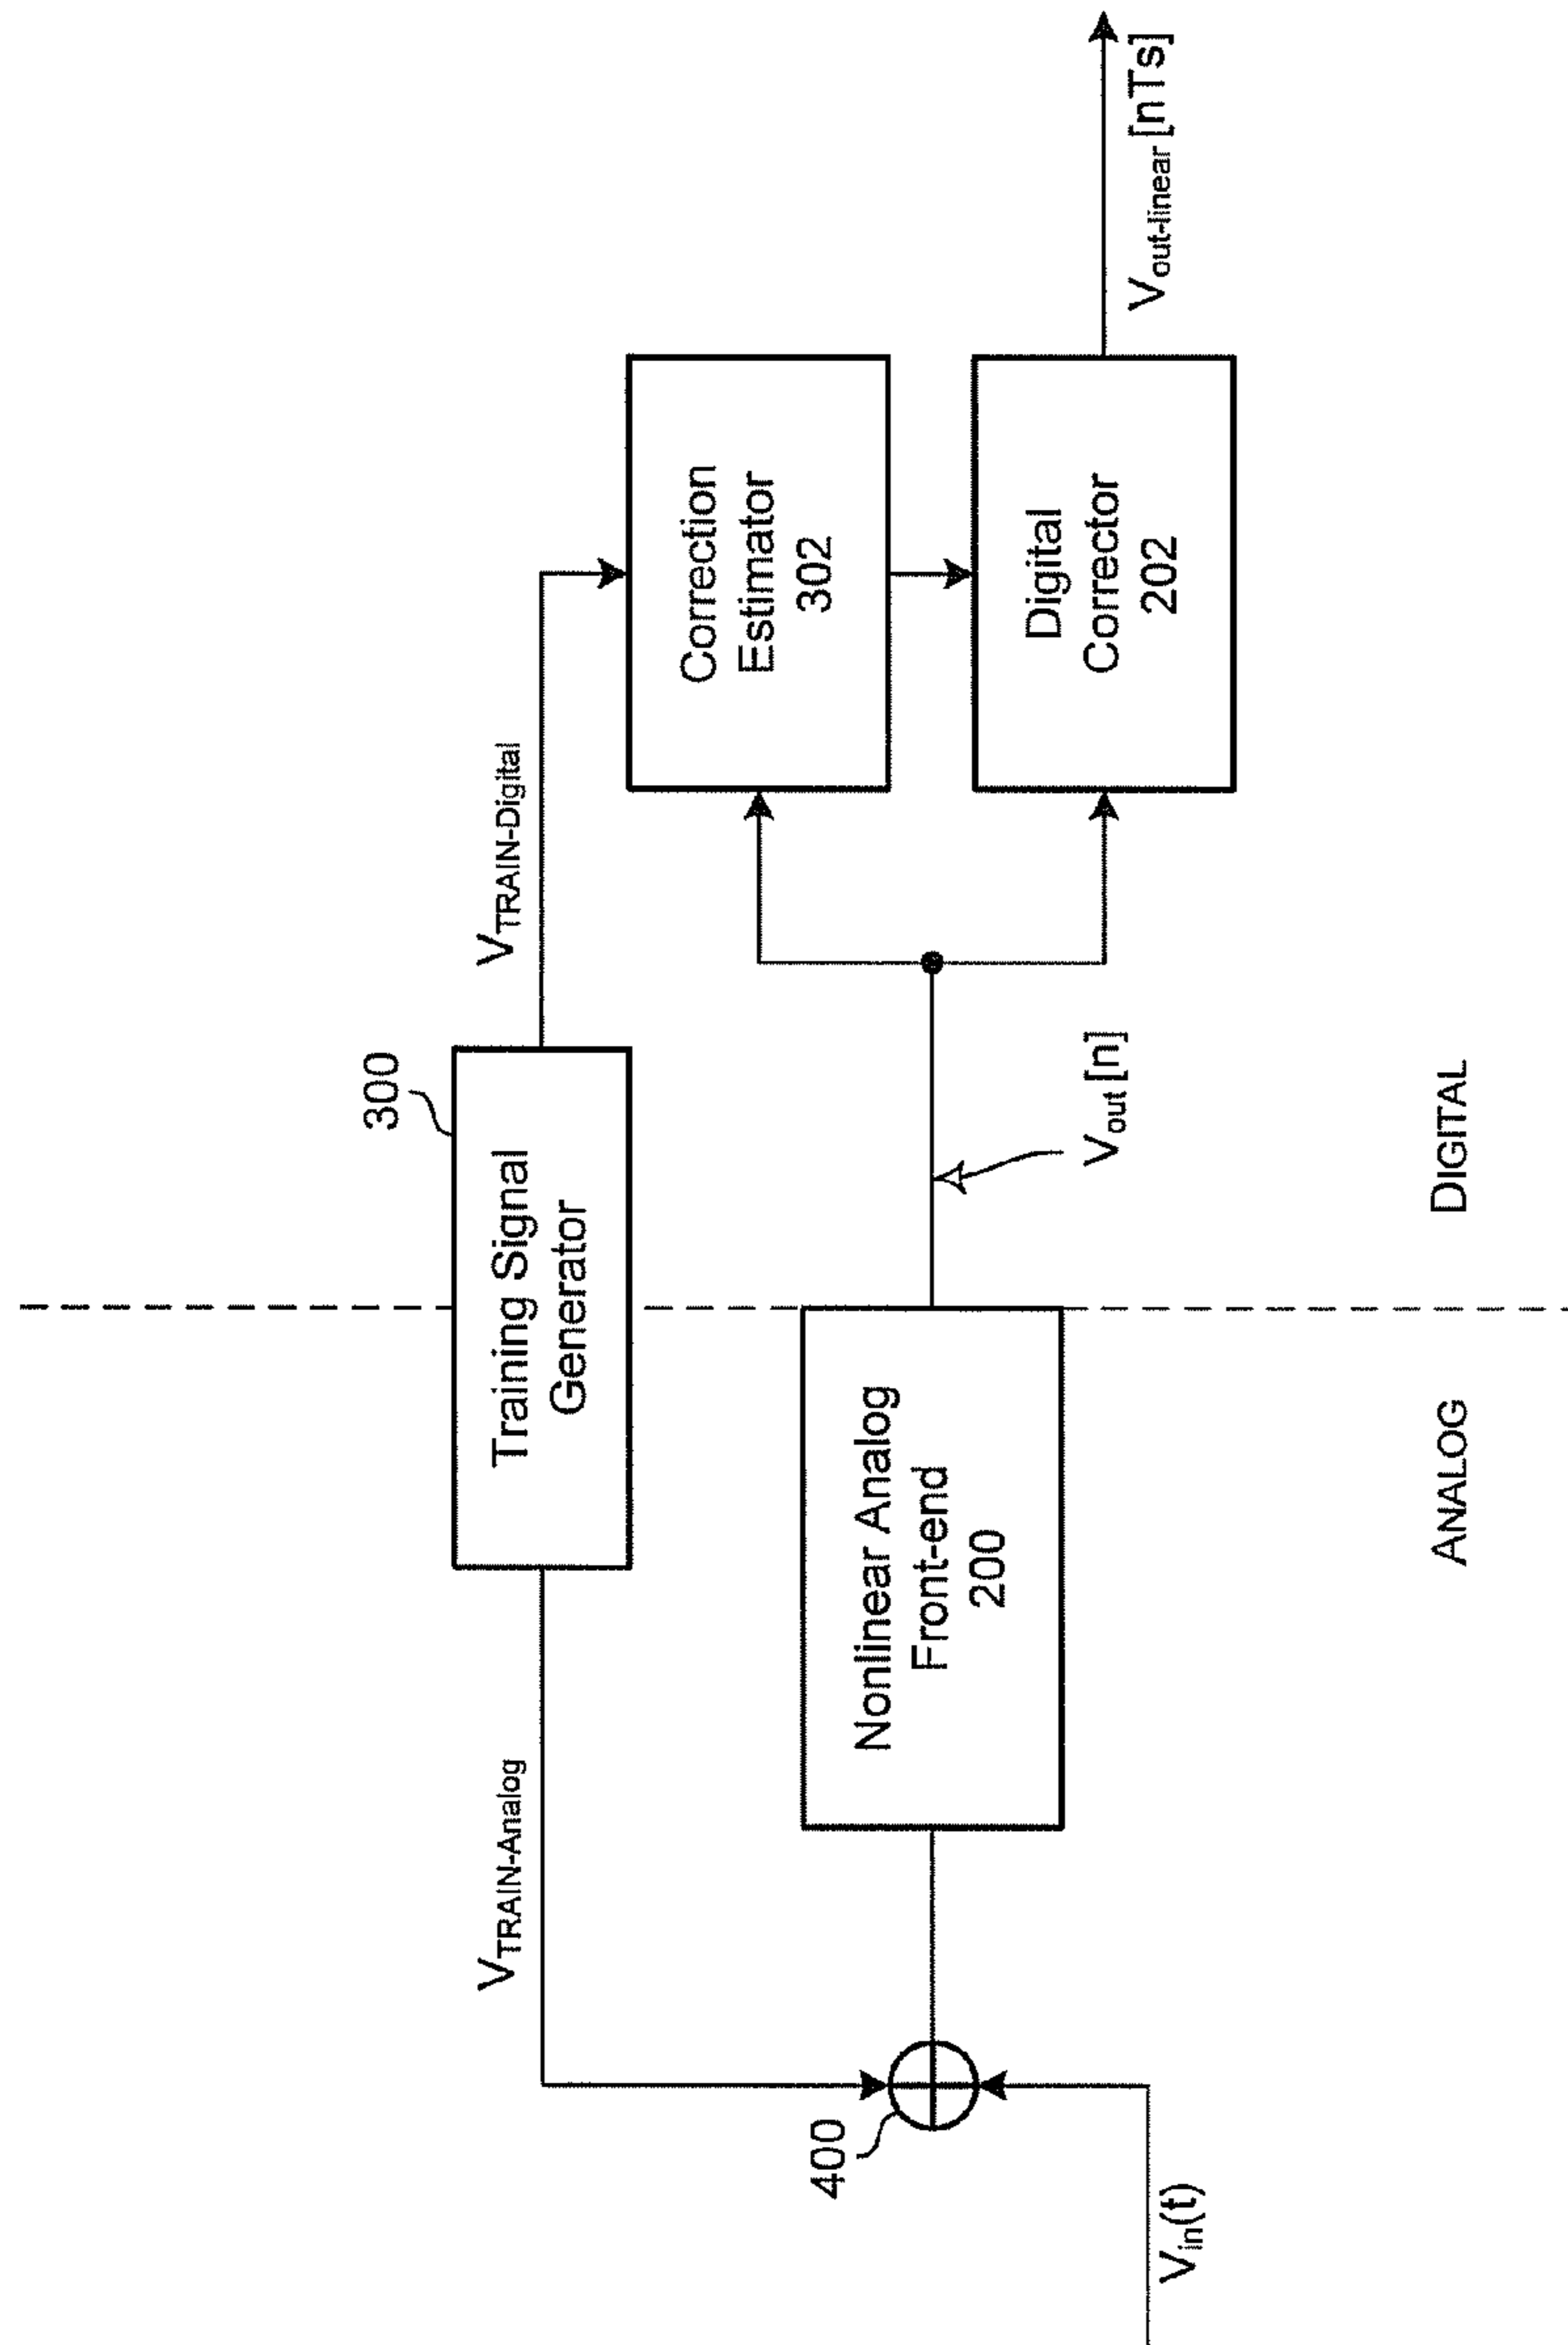 300
Training Signal
Generator
V_TRAIN-Analog
V_TRAIN-Digital
400
V_in(t)
Nonlinear Analog
Front-end
200
V_out [n]
Correction
Estimator
302
Digital
Corrector
202
V_out-linear [nTs]
ANALOG
DIGITAL